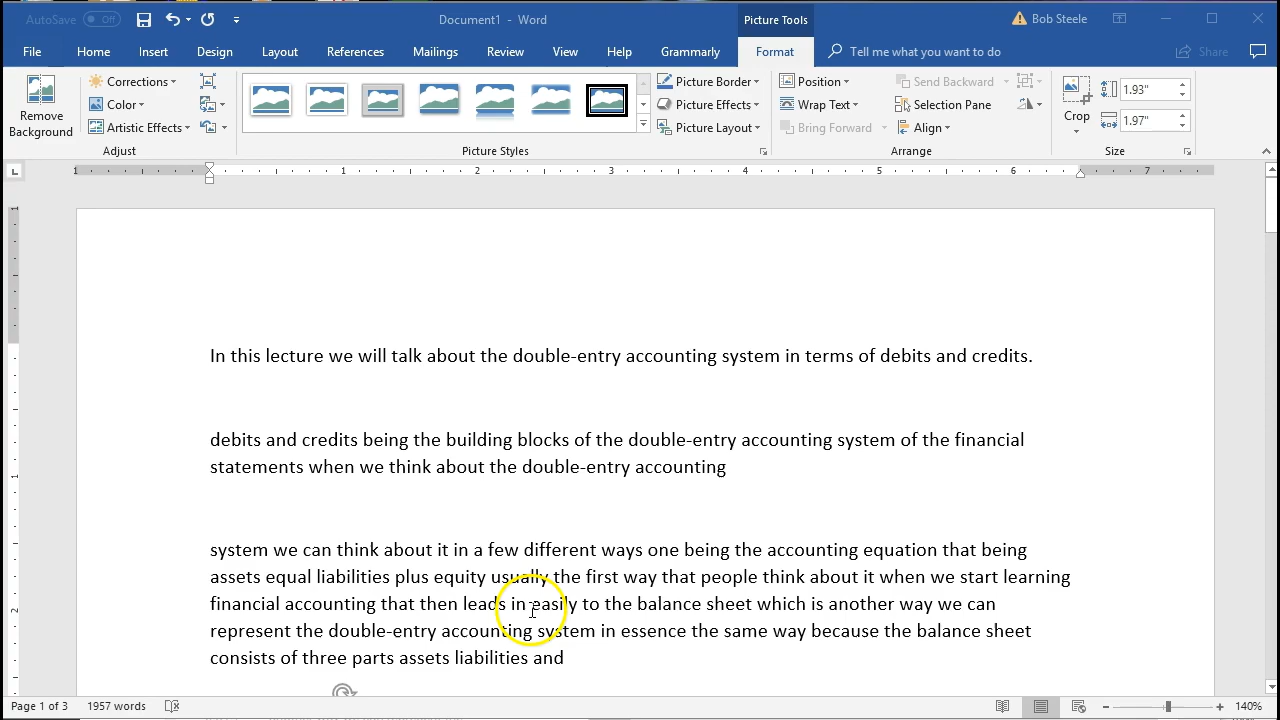 AutoSave Off Document1 - Word Picture Tools Bob Steele
File Home Insert Design Layout References Mailings Review View Help Grammarly Format Tell me what you want to do Share
Remove Background
Corrections
Color
Artistic Effects
Adjust
Picture Styles
Picture Border
Picture Effects
Picture Layout
Position
Wrap Text
Bring Forward
Send Backward
Selection Pane
Align
Arrange
Crop
1.93"
1.97"
Size
1 1 2 3 4 5 6 7
In this lecture we will talk about the double-entry accounting system in terms of debits and credits.
debits and credits being the building blocks of the double-entry accounting system of the financial
statements when we think about the double-entry accounting
system we can think about it in a few different ways one being the accounting equation that being
assets equal liabilities plus equity usually the first way that people think about it when we start learning
financial accounting that then leads in easily to the balance sheet which is another way we can
represent the double-entry accounting system in essence the same way because the balance sheet
consists of three parts assets liabilities and
Page 1 of 3 1957 words 140%